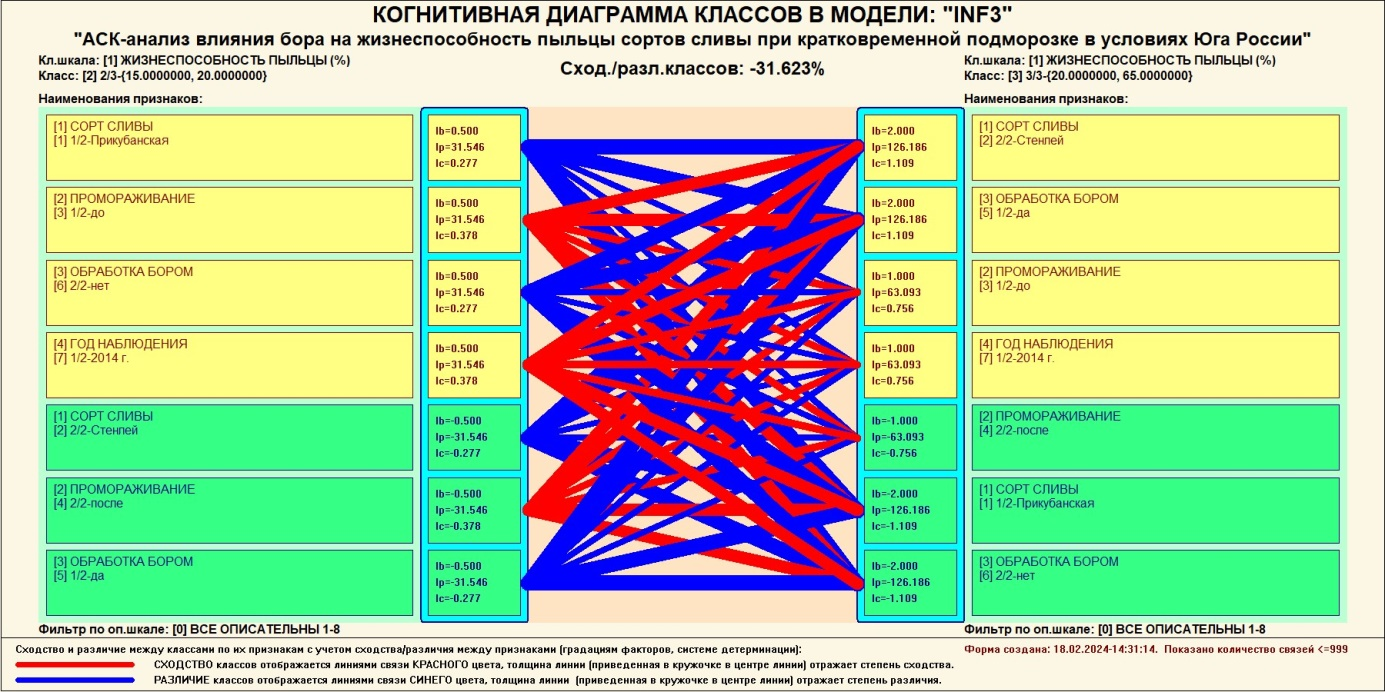 КОГНИТИВНАЯ ДИАГРАММА КЛАССОВ В МОДЕЛИ: "INF3"
"АСК-анализ влияния бора на жизнеспособность пыльцы сортов сливы при кратковременной подморозке в условиях Юга России"
Кл.шкала: [1] ЖИЗНЕСПОСОБНОСТЬ ПЫЛЬЦЫ (%)
Класс: [2] 2/3-{15.0000000, 20.0000000}
Сход./разл.классов: -31.623%
Кл.шкала: [1] ЖИЗНЕСПОСОБНОСТЬ ПЫЛЬЦЫ (%)
Класс: [3] 3/3-{20.0000000, 65.0000000}
Наименования признаков:
[1] СОРТ СЛИВЫ
[1] 1/2-Прикубанская
[2] ПРОМОРАЖИВАНИЕ
[3] 1/2-до
[3] ОБРАБОТКА БОРОМ
[6] 2/2-нет
[4] ГОД НАБЛЮДЕНИЯ
[7] 1/2-2014 г.
[1] СОРТ СЛИВЫ
[2] 2/2-Стенлей
[2] ПРОМОРАЖИВАНИЕ
[4] 2/2-после
[3] ОБРАБОТКА БОРОМ
[5] 1/2-да
Ib=0.500
Ip=31.546
Ic=0.277
Ib=0.500
Ip=31.546
Ic=0.378
Ib=0.500
Ip=31.546
Ic=0.277
Ib=0.500
Ip=31.546
Ic=0.378
Ib=-0.500
Ip=-31.546
Ic=-0.277
Ib=-0.500
Ip=-31.546
Ic=-0.378
Ib=-0.500
Ip=-31.546
Ic=-0.277
Ib=2.000
Ip=126.186
Ic=1.109
Ib=2.000
Ip=126.186
Ic=1.109
Ib=1.000
Ip=63.093
Ic=0.756
Ib=1.000
Ip=63.093
Ic=0.756
Ib=-1.000
Ip=-63.093
Ic=-0.756
Ib=-2.000
Ip=-126.186
Ic=-1.109
Ib=-2.000
Ip=-126.186
Ic=-1.109
Наименования признаков:
[1] СОРТ СЛИВЫ
[2] 2/2-Стенлей
[3] ОБРАБОТКА БОРОМ
[5] 1/2-да
[2] ПРОМОРАЖИВАНИЕ
[3] 1/2-до
[4] ГОД НАБЛЮДЕНИЯ
[7] 1/2-2014 г.
[2] ПРОМОРАЖИВАНИЕ
[4] 2/2-после
[1] СОРТ СЛИВЫ
[1] 1/2-Прикубанская
[3] ОБРАБОТКА БОРОМ
[6] 2/2-нет
Фильтр по оп.шкале: [0] ВСЕ ОПИСАТЕЛЬНЫ 1-8
Фильтр по оп.шкале: [0] ВСЕ ОПИСАТЕЛЬНЫ 1-8
Сходство и различие между классами по их признакам с учетом сходства/различия между признаками (градациям факторов, системе детерминации):
Форма создана: 18.02.2024-14:31:14. Показано количество связей <=999
СХОДСТВО классов отображается линиями связи КРАСНОГО цвета, толщина линии (приведенная в кружочке в центре линии) отражает степень сходства.
РАЗЛИЧИЕ классов отображается линиями связи СИНЕГО цвета, толщина линии (приведенная в кружочке в центре линии) отражает степень различия.